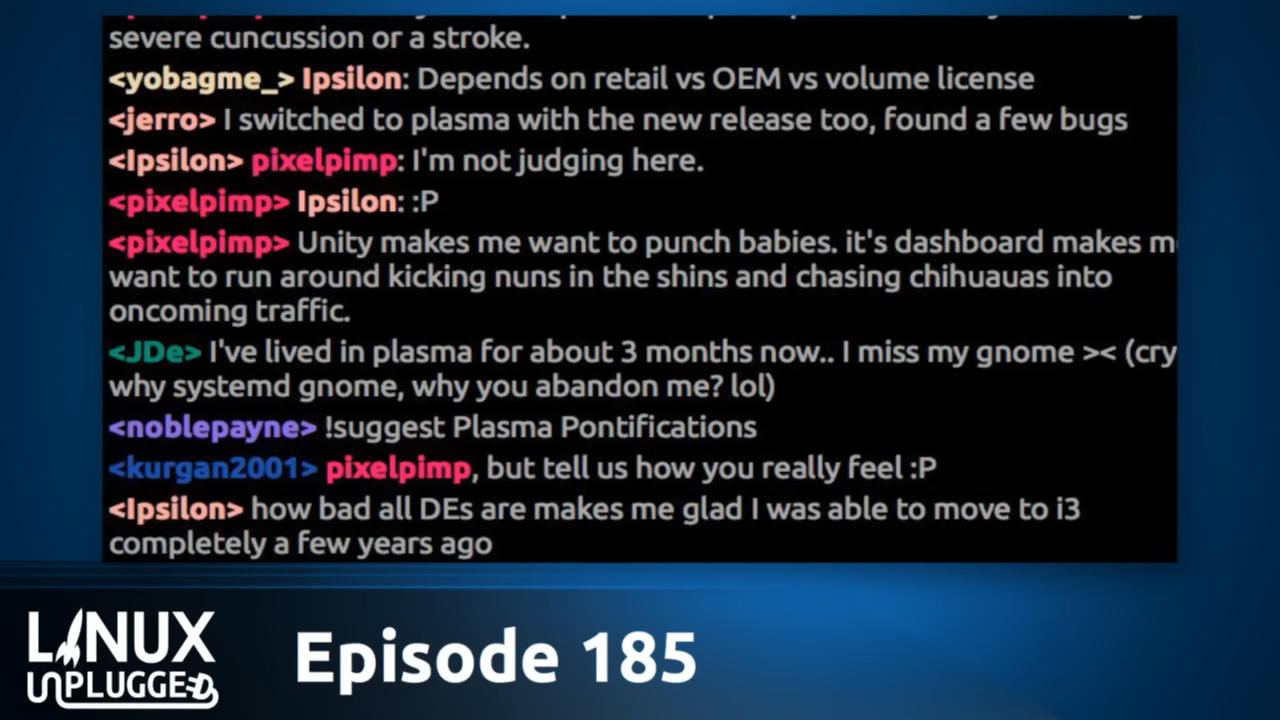 severe cuncussion or a stroke.
<yobagme_> Ipsilon: Depends on retail vs OEM vs volume license
<jerro> I switched to plasma with the new release too, found a few bugs
<Ipsilon> pixelpimp: I'm not judging here.
<pixelpimp> Ipsilon: :P
<pixelpimp> Unity makes me want to punch babies. it's dashboard makes
want to run around kicking nuns in the shins and chasing chihuauas into
oncoming traffic.
<JDe> I've lived in plasma for about 3 months now.. I miss my gnome >< (cry
why systemd gnome, why you abandon me? lol)
<noblepayne> !suggest Plasma Pontifications
<kurgan2001> pixelpimp, but tell us how you really feel :P
<Ipsilon> how bad all DEs are makes me glad I was able to move to i3
completely a few years ago
LINUX
UNPLUGGED
Episode 185